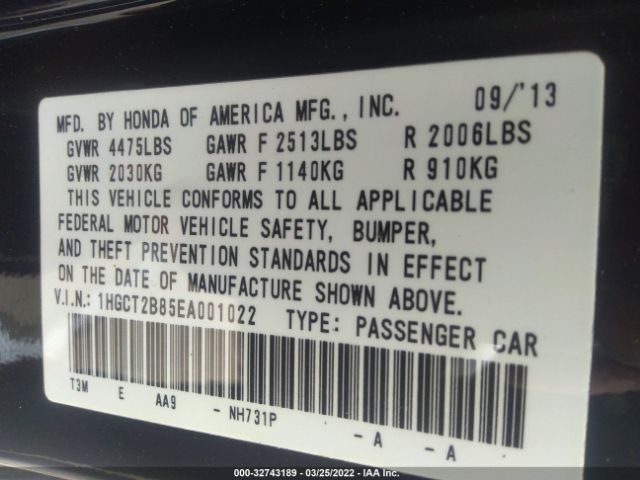 MFD. BY HONDA OF AMERICA MFG., INC. 09/'13
GVWR 4475LBS GAWR F 2513LBS R 2006LBS
GVWR 2030KG GAWR F 1140KG R 910KG
THIS VEHICLE CONFORMS TO ALL APPLICABLE
FEDERAL MOTOR VEHICLE SAFETY, BUMPER,
AND THEFT PREVENTION STANDARDS IN EFFECT
ON THE DATE OF MANUFACTURE SHOWN ABOVE.
V.I.N.: 1HGCT2B85EA001022 TYPE: PASSENGER CAR
T3M E AA9 - NH731P - A - A
000-32743189 - 03/25/2022 - IAA Inc.